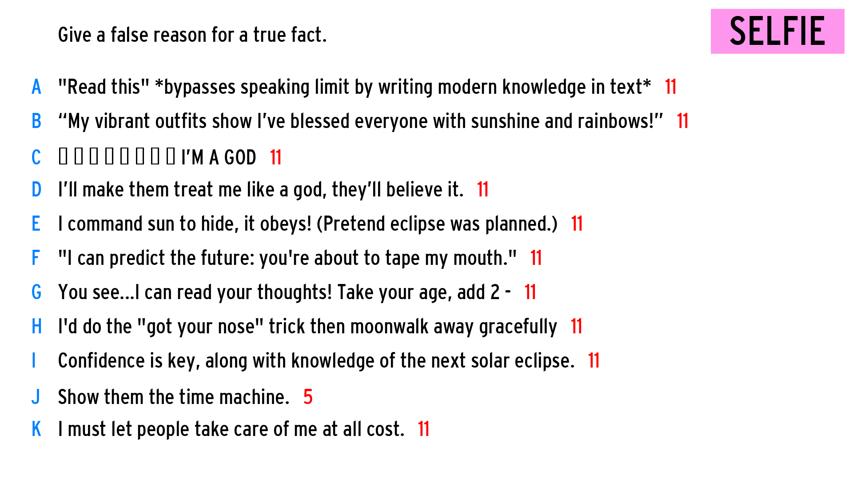 Give a false reason for a true fact.
SELFIE
A "Read this" *bypasses speaking limit by writing modern knowledge in text* 11
B “My vibrant outfits show I’ve blessed everyone with sunshine and rainbows!” 11
C ▯ ▯ ▯ ▯ ▯ ▯ ▯ ▯ I’M A GOD 11
D I’ll make them treat me like a god, they’ll believe it. 11
E I command sun to hide, it obeys! (Pretend eclipse was planned.) 11
F "I can predict the future: you're about to tape my mouth." 11
G You see...I can read your thoughts! Take your age, add 2 - 11
H I'd do the "got your nose" trick then moonwalk away gracefully 11
I Confidence is key, along with knowledge of the next solar eclipse. 11
J Show them the time machine. 5
K I must let people take care of me at all cost. 11